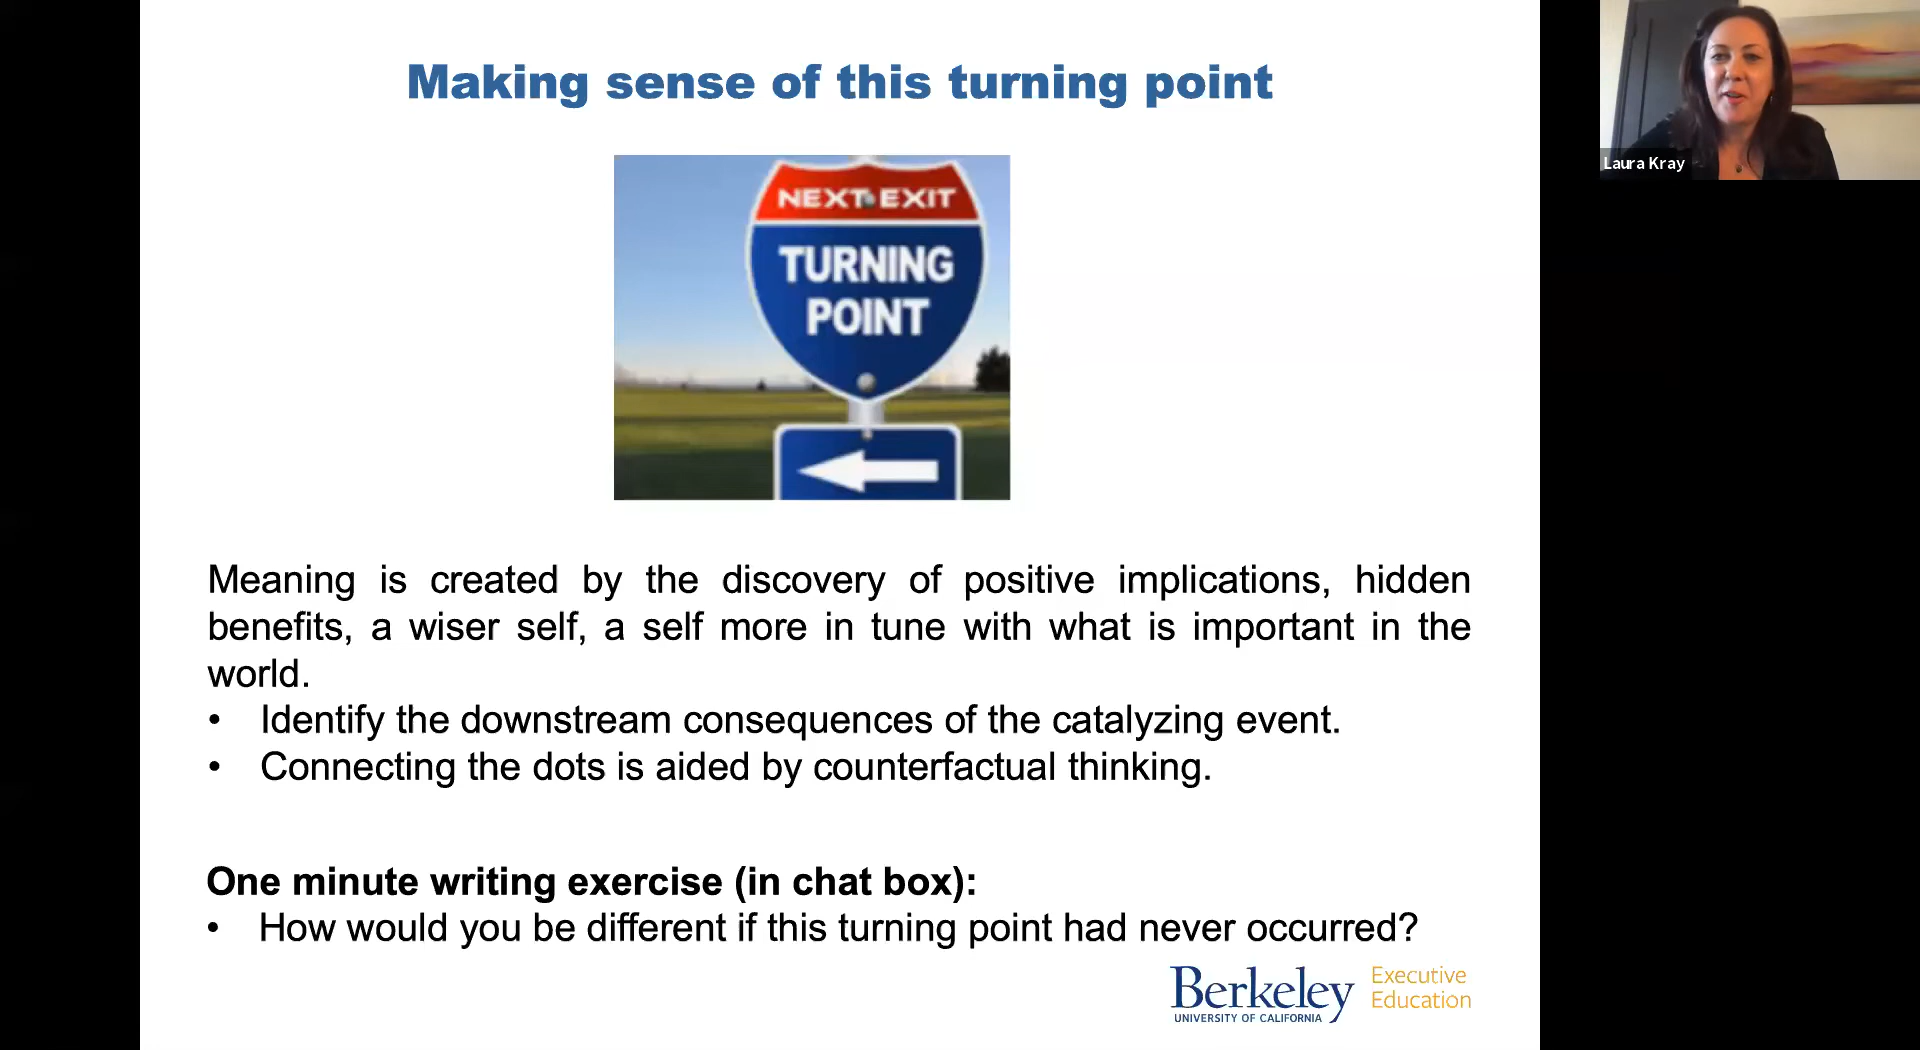 Making sense of this turning point
NEXT EXIT
TURNING
POINT
Laura Kray
Meaning is created by the discovery of positive implications, hidden
benefits, a wiser self, a self more in tune with what is important in the
world.
• Identify the downstream consequences of the catalyzing event.
• Connecting the dots is aided by counterfactual thinking.
One minute writing exercise (in chat box):
• How would you be different if this turning point had never occurred?
Berkeley
UNIVERSITY OF CALIFORNIA
Executive
Education